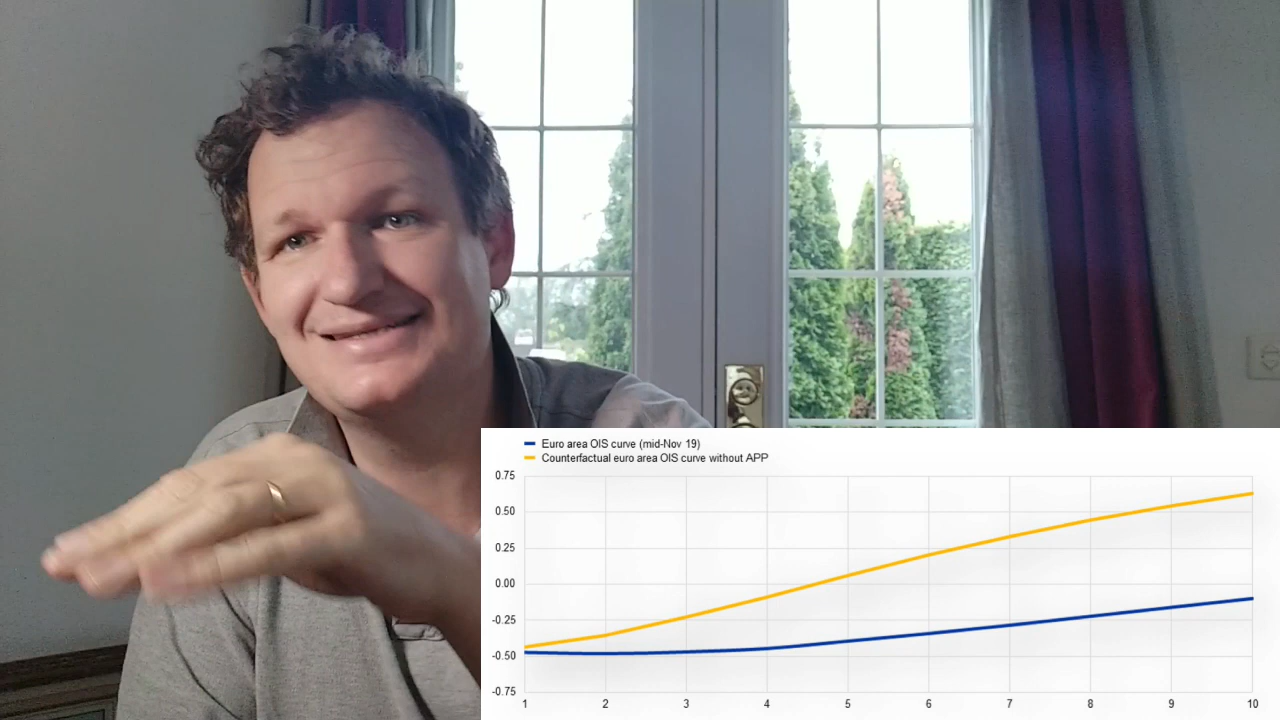 Euro area OIS curve (mid-Nov 19)
Counterfactual euro area OIS curve without APP
0.75
0.50
0.25
0.00
-0.25
-0.50
-0.75
1 2 3 4 5 6 7 8 9 10